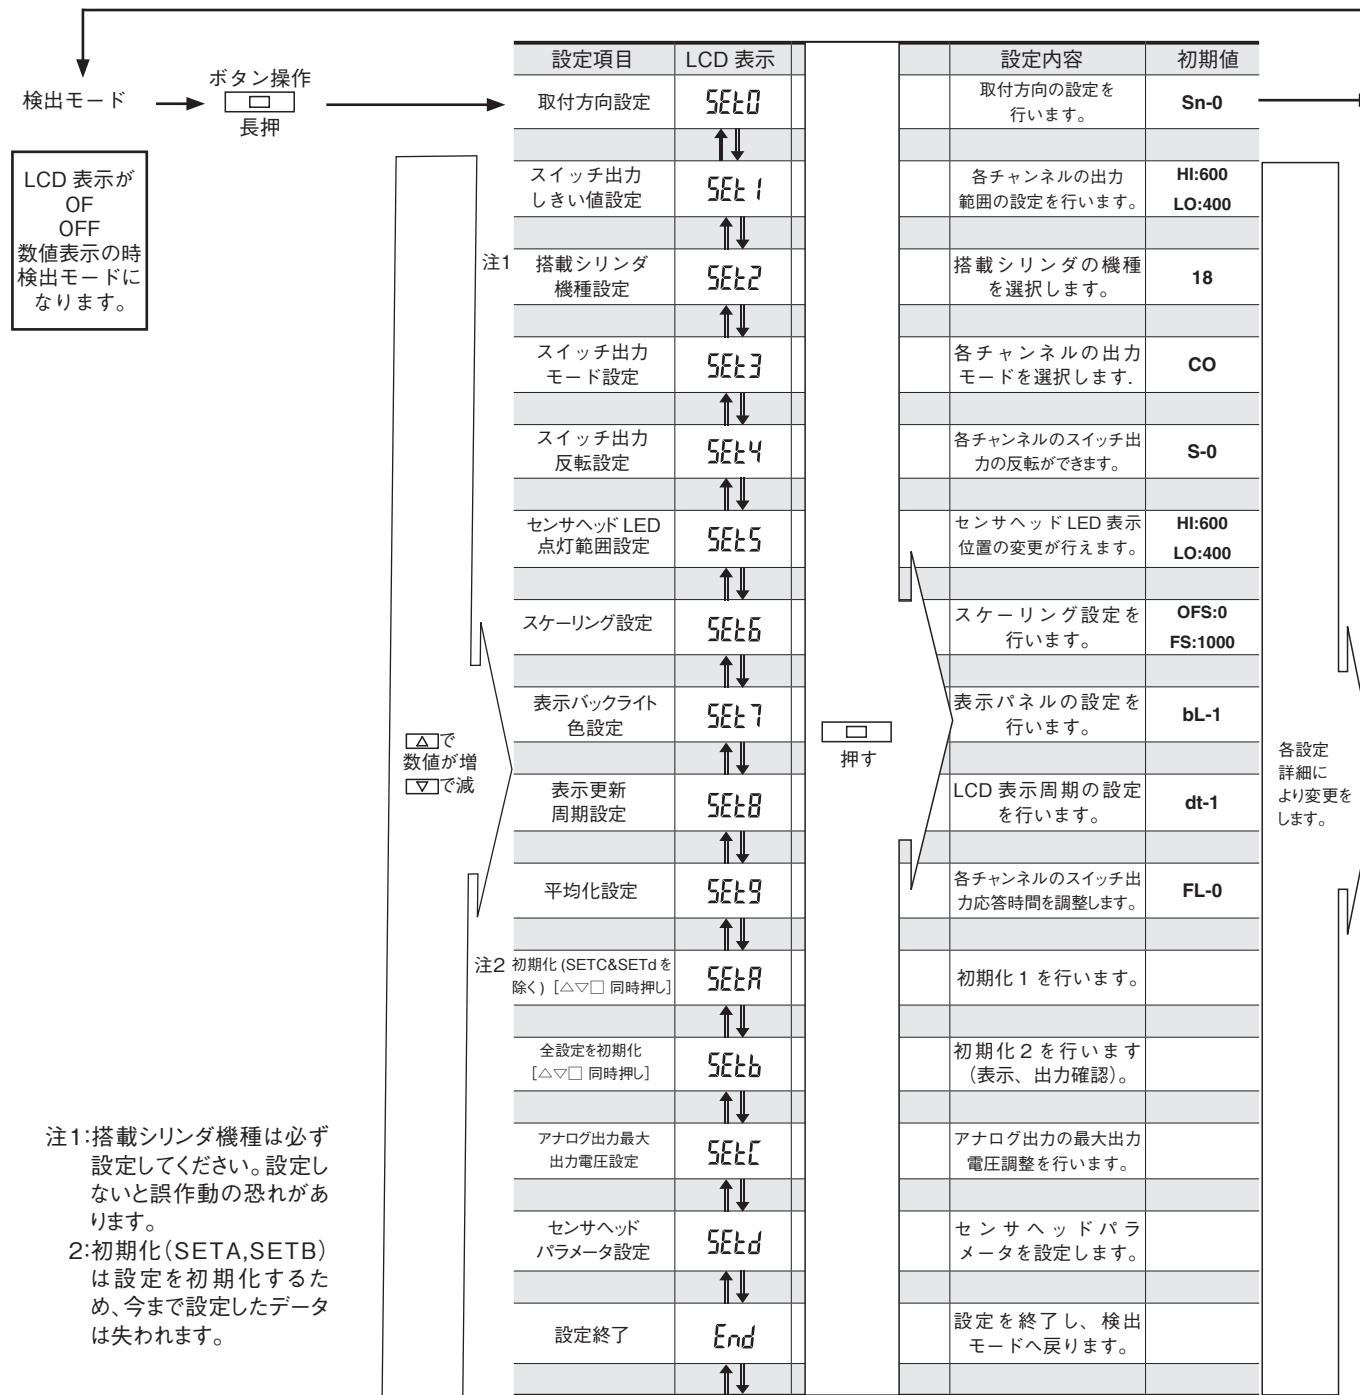 検出モード
ボタン操作
長押
LCD 表示が
OF
OFF
数値表示の時
検出モードに
なります。
設定項目 LCD 表示 設定内容 初期値
取付方向設定 SEt0 取付方向の設定を
行います。 Sn-0
スイッチ出力
しきい値設定 SEt1 各チャンネルの出力
範囲の設定を行います。 HI:600
LO:400
注1 搭載シリンダ
機種設定 SEt2 搭載シリンダの機種
を選択します。 18
スイッチ出力
モード設定 SEt3 各チャンネルの出力
モードを選択します. CO
スイッチ出力
反転設定 SEt4 各チャンネルのスイッチ出
力の反転ができます。 S-0
センサヘッド LED
点灯範囲設定 SEt5 センサヘッド LED 表示
位置の変更が行えます。 HI:600
LO:400
スケーリング設定 SEt6 スケーリング設定を
行います。 OFS:0
FS:1000
表示バックライト
色設定 SEt7 表示パネルの設定を
行います。 bL-1
表示更新
周期設定 SEt8 LCD 表示周期の設定
を行います。 dt-1
平均化設定 SEt9 各チャンネルのスイッチ出
力応答時間を調整します。 FL-0
注2 初期化 (SETC&SETdを
除く) [△▽□ 同時押し] SEtA 初期化 1 を行います。
全設定を初期化
[△▽□ 同時押し] SEtb 初期化 2 を行います
(表示、出力確認)。
アナログ出力最大
出力電圧設定 SEtC アナログ出力の最大出力
電圧調整を行います。
センサヘッド
パラメータ設定 SEtd センサヘッドパラ
メータを設定します。
設定終了 End 設定を終了し、検出
モードへ戻ります。
△で
数値が増
▽で減
押す
各設定
詳細に
より変更を
します。
注1:搭載シリンダ機種は必ず
設定してください。設定し
ないと誤作動の恐れがあ
ります。
2:初期化(SETA,SETB)
は設定を初期化するた
め、今まで設定したデータ
は失われます。